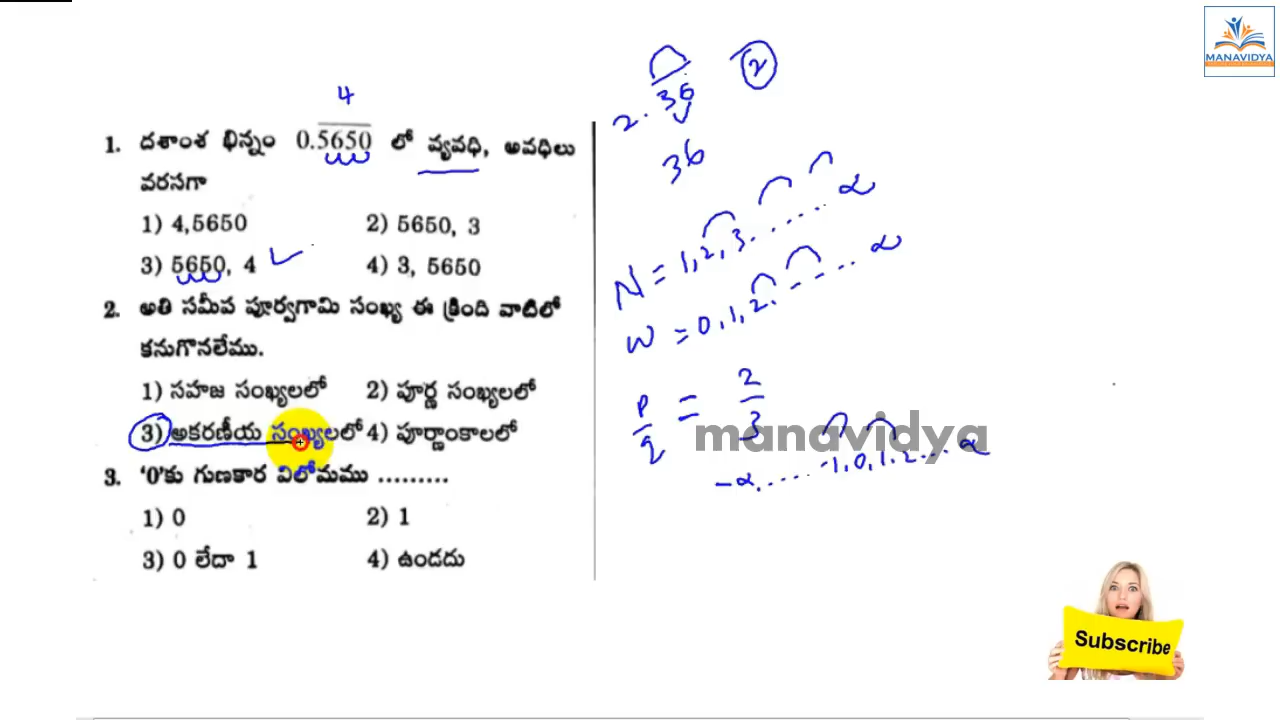 MANAVIDYA
4
1. దశాంశ భిన్నం 0.5650 లో వ్యవధి, అవధిలు
వరసగా
1) 4,5650 2) 5650, 3
3) 5650, 4 4) 3, 5650
2. అతి సమీప పూర్వగామి సంఖ్య ఈ క్రింది వాటిలో
కనుగొనలేము.
1) సహజ సంఖ్యలలో 2) పూర్ణ సంఖ్యలలో
3) అకరణీయ సంఖ్యలలో 4) పూర్ణాంకాలలో
3. ‘0’కు గుణకార విలోమము .........
1) 0 2) 1
3) 0 లేదా 1 4) ఉండదు
2.36 2
36
N = 1,2,3.......α
W = 0,1,2.......α
p/q = 2/3
manavidya
-α.......-1,0,1,2...α
Subscribe